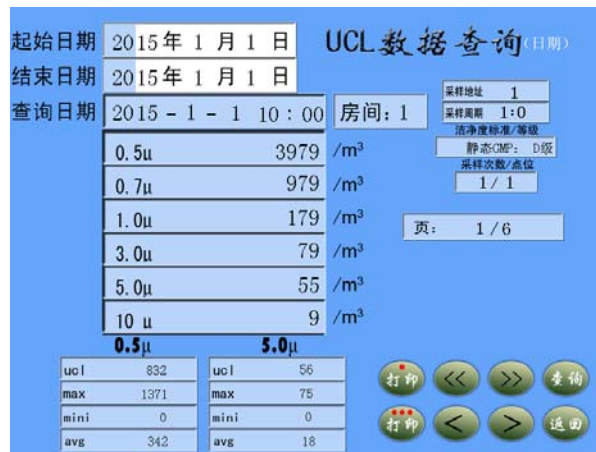 起始日期 2015年 1 月 1 日 UCL数据查询(日期)
结束日期 2015年 1 月 1 日
查询日期 2015 - 1 - 1 10 : 00 房间: 1
采样地址 1
采样周期 1:0
洁净度标准/等级
静态GMP: D级
采样次数/点位
1/ 1
页: 1/6
0.5μ 3979 /m³
0.7μ 979 /m³
1.0μ 179 /m³
3.0μ 79 /m³
5.0μ 55 /m³
10 μ 9 /m³
0.5μ 5.0μ
ucl 832 ucl 56
max 1371 max 75
mini 0 mini 0
avg 342 avg 18
打印 << >> 查询
打印 < > 返回